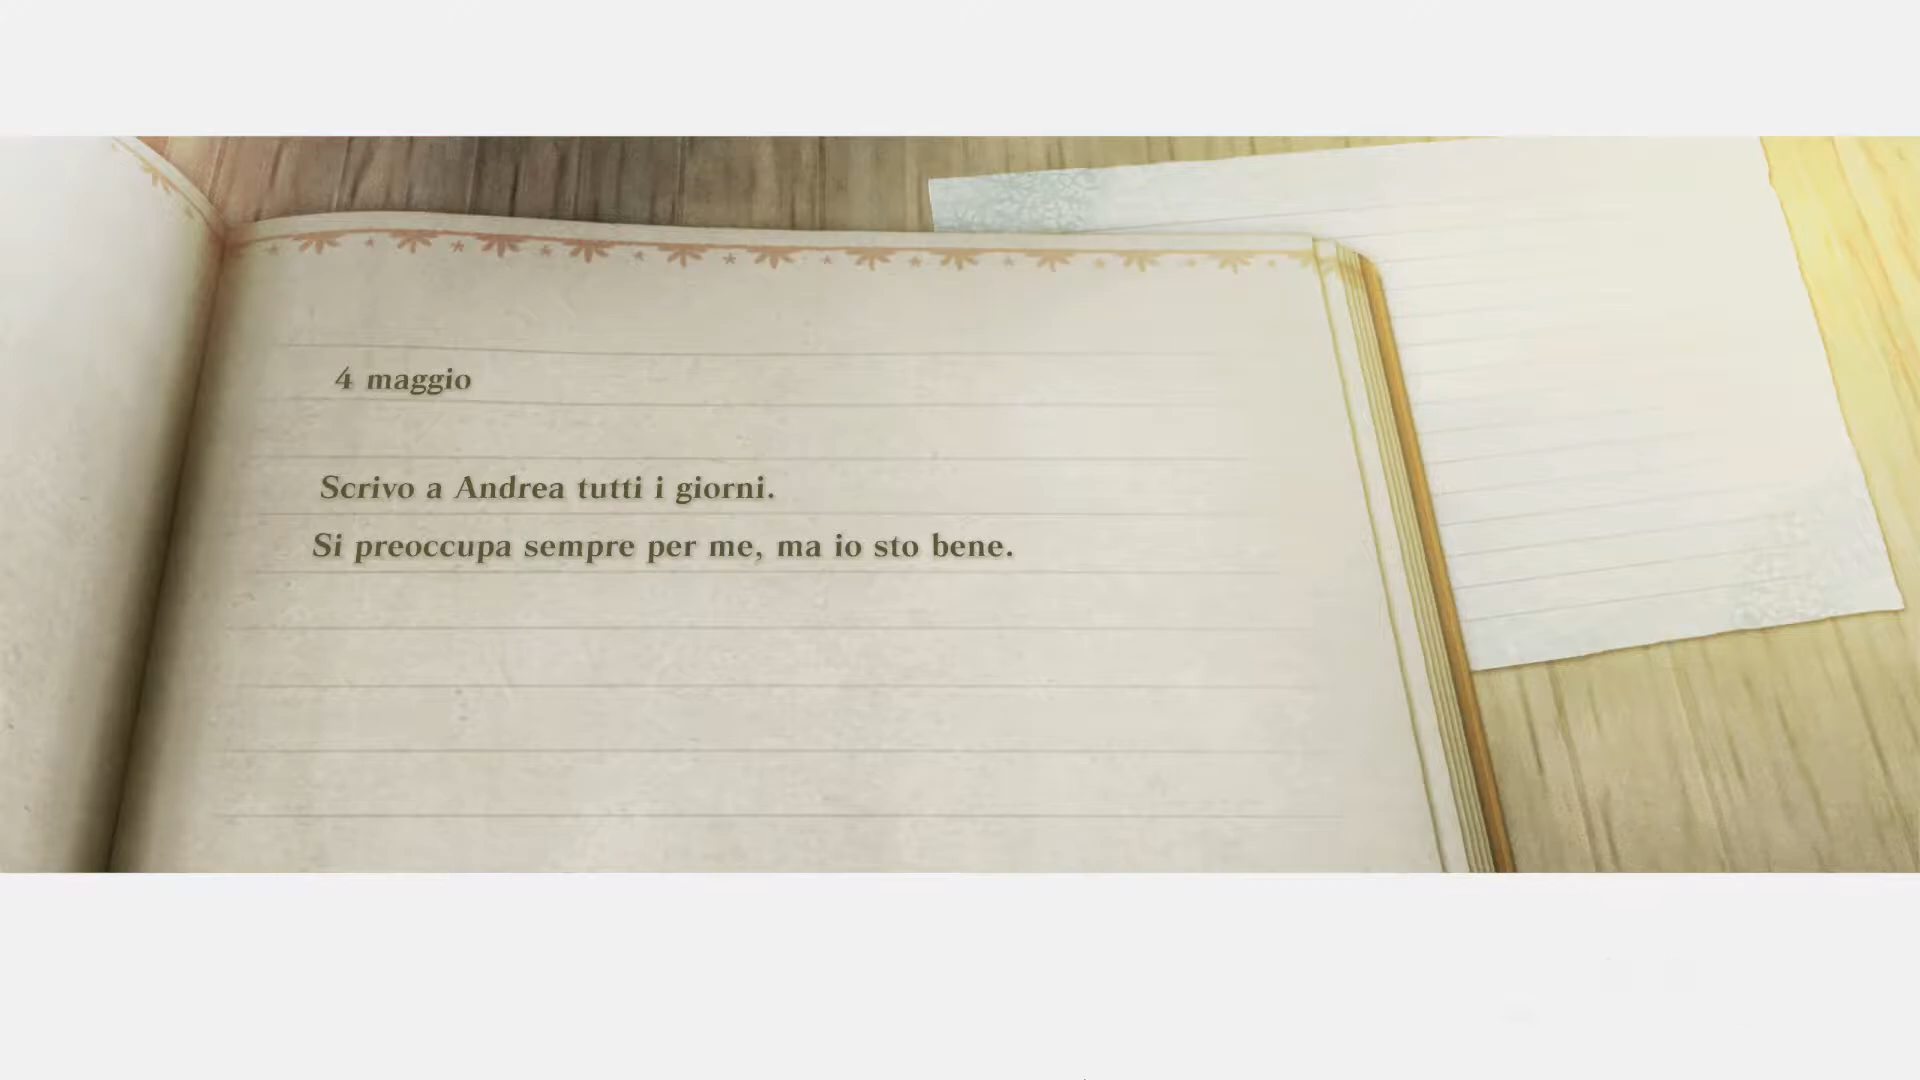 4 maggio
Scrivo a Andrea tutti i giorni.
Si preoccupa sempre per me, ma io sto bene.